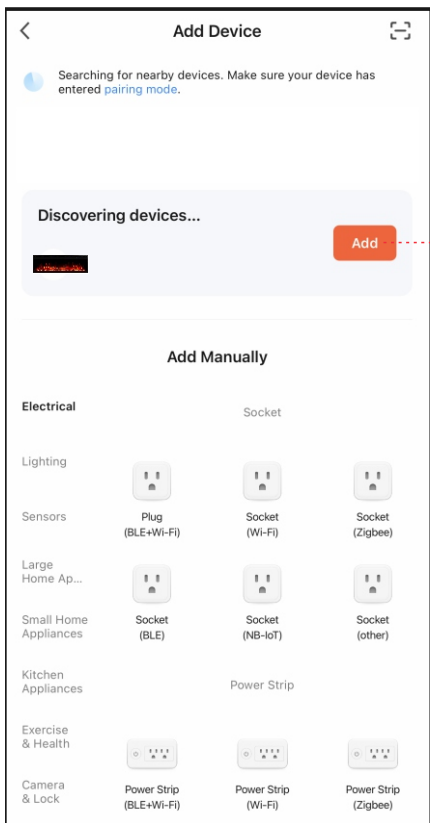 Add Device
Searching for nearby devices. Make sure your device has
entered pairing mode.
Discovering devices...
Add
Add Manually
Electrical
Socket
Lighting
Sensors
Plug
(BLE+Wi-Fi)
Socket
(Wi-Fi)
Socket
(Zigbee)
Large
Home Ap...
Small Home
Appliances
Socket
(BLE)
Socket
(NB-IoT)
Socket
(other)
Kitchen
Appliances
Power Strip
Exercise
& Health
Camera
& Lock
Power Strip
(BLE+Wi-Fi)
Power Strip
(Wi-Fi)
Power Strip
(Zigbee)